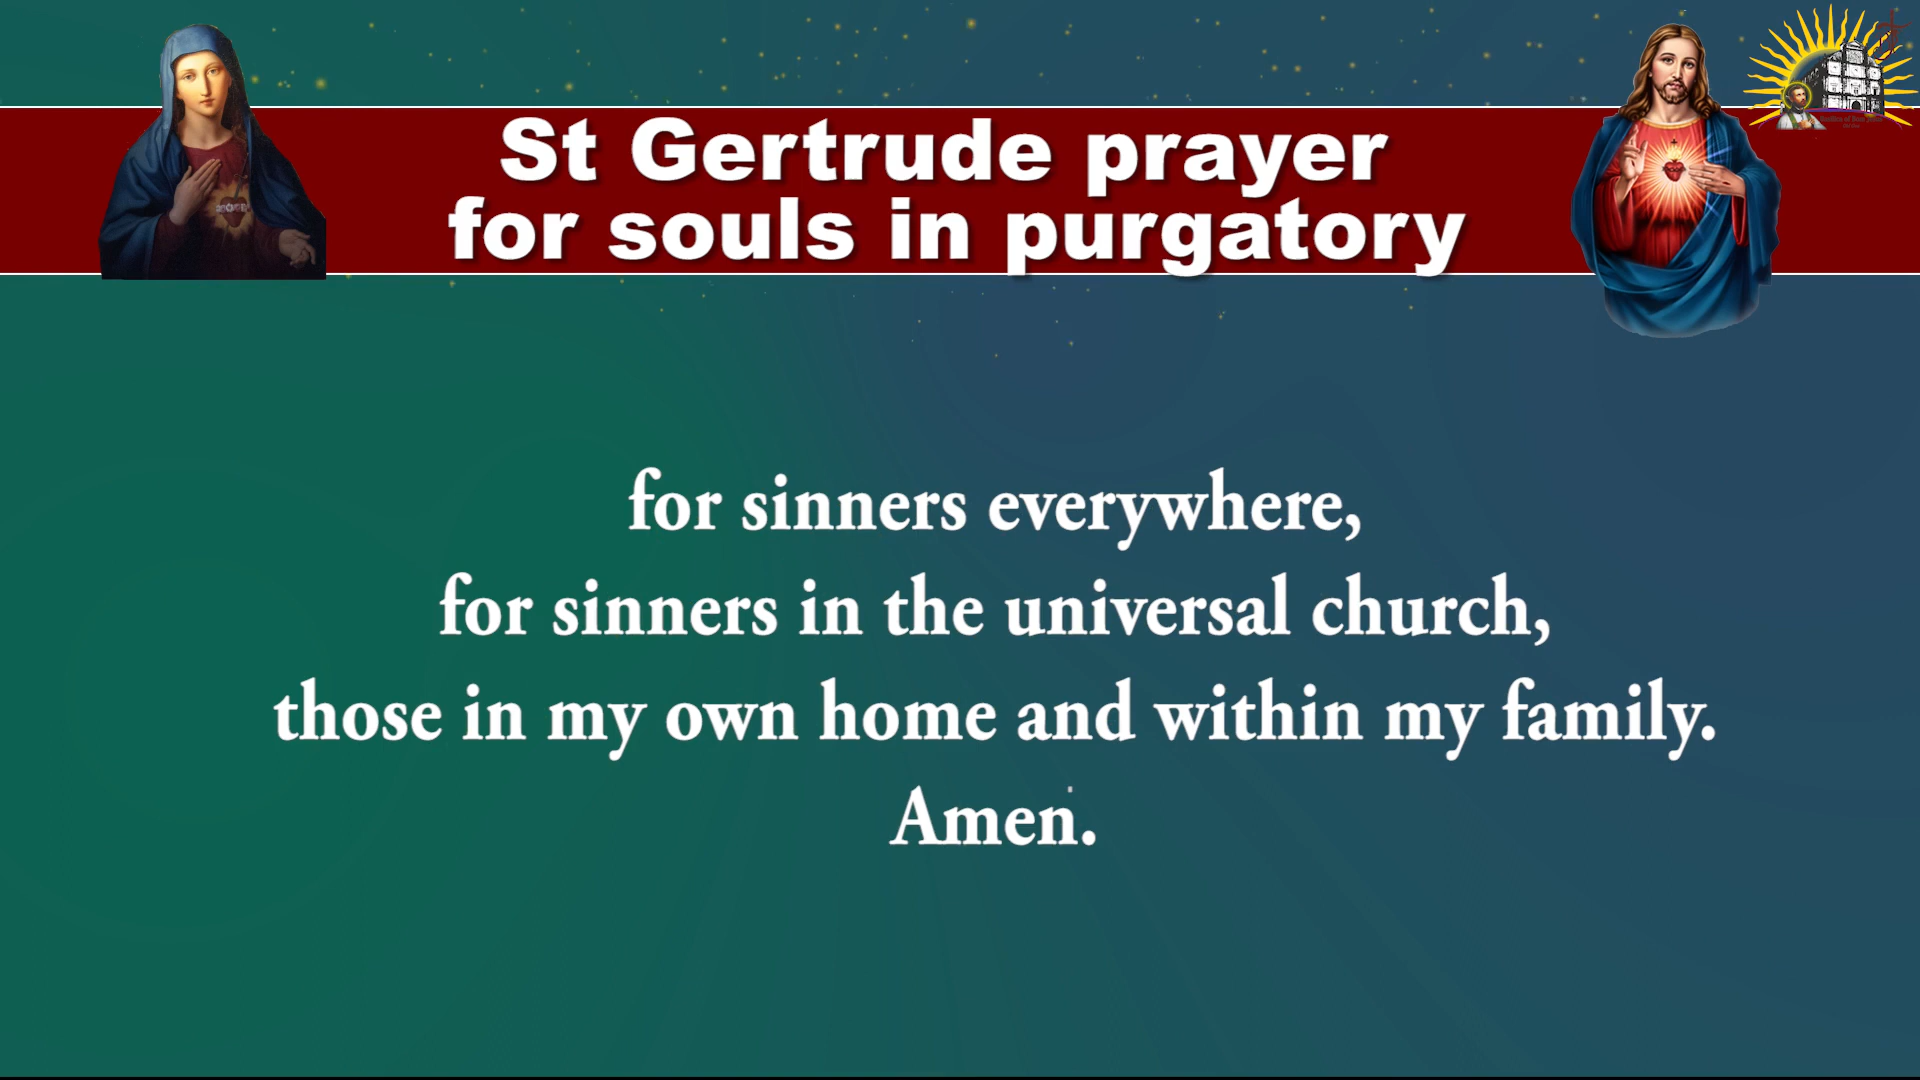 St Gertrude prayer
for souls in purgatory
for sinners everywhere,
for sinners in the universal church,
those in my own home and within my family.
Amen.